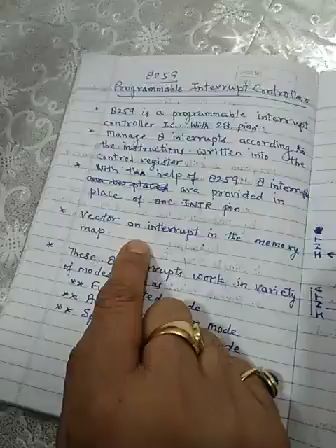 8259
Programmable Interrupt Controller
* 8259 is a programmable interrupt
controller Ic. with 28 pins.
* Manage 8 interrupts according to
the instructions written into the
control register.
* With the help of 8259. 8 interrupt
are provided in
place of one INTR pin.
* Vector an interrupt in the memory
map.
* These 8 interrupts work in variety
of mode
**
** mode
** mode